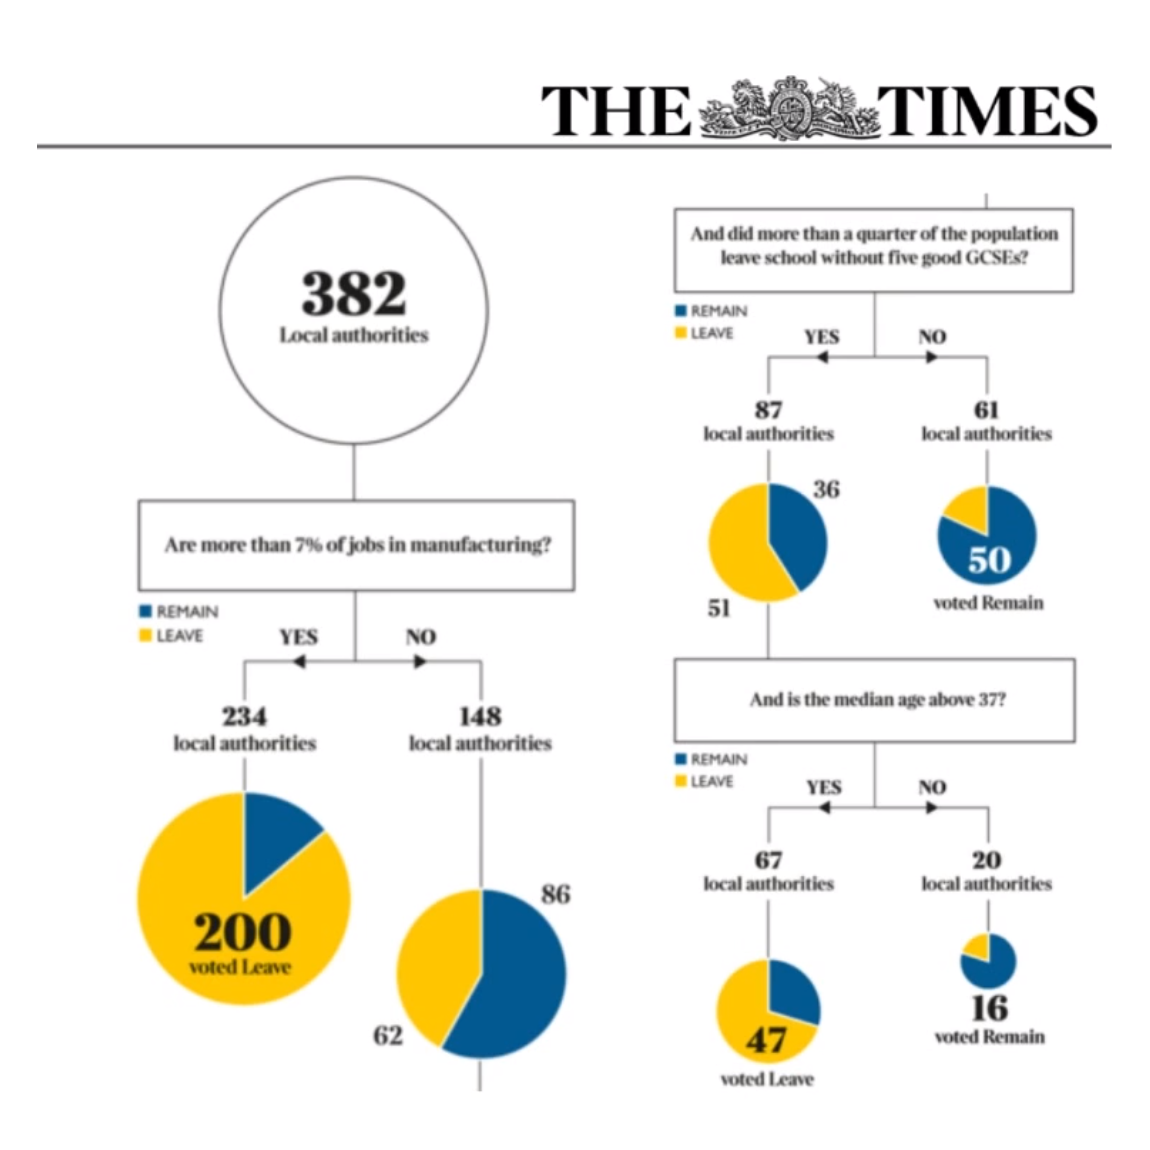 THE TIMES
382
Local authorities
Are more than 7% of jobs in manufacturing?
REMAIN
LEAVE
YES
NO
234
local authorities
148
local authorities
200
voted Leave
86
62
And did more than a quarter of the population
leave school without five good GCSEs?
REMAIN
LEAVE
YES
NO
87
local authorities
61
local authorities
36
51
50
voted Remain
And is the median age above 37?
REMAIN
LEAVE
YES
NO
67
local authorities
20
local authorities
47
voted Leave
16
voted Remain